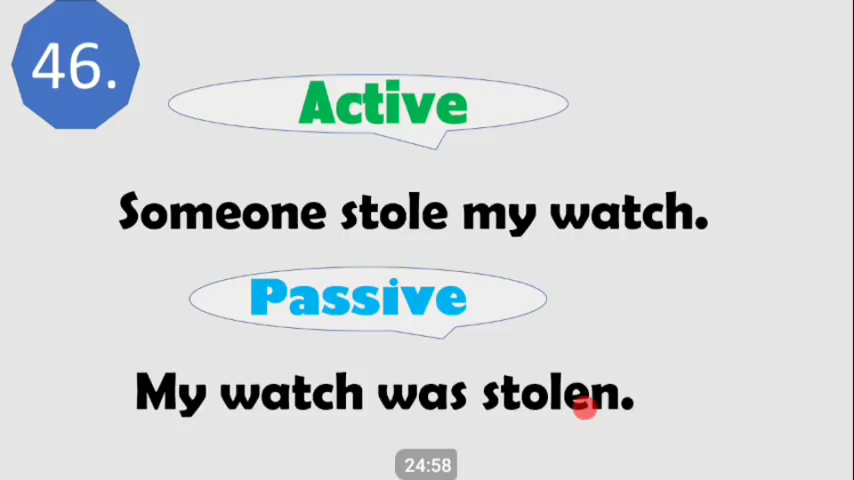 46.
Active
Someone stole my watch.
Passive
My watch was stolen.
24:58